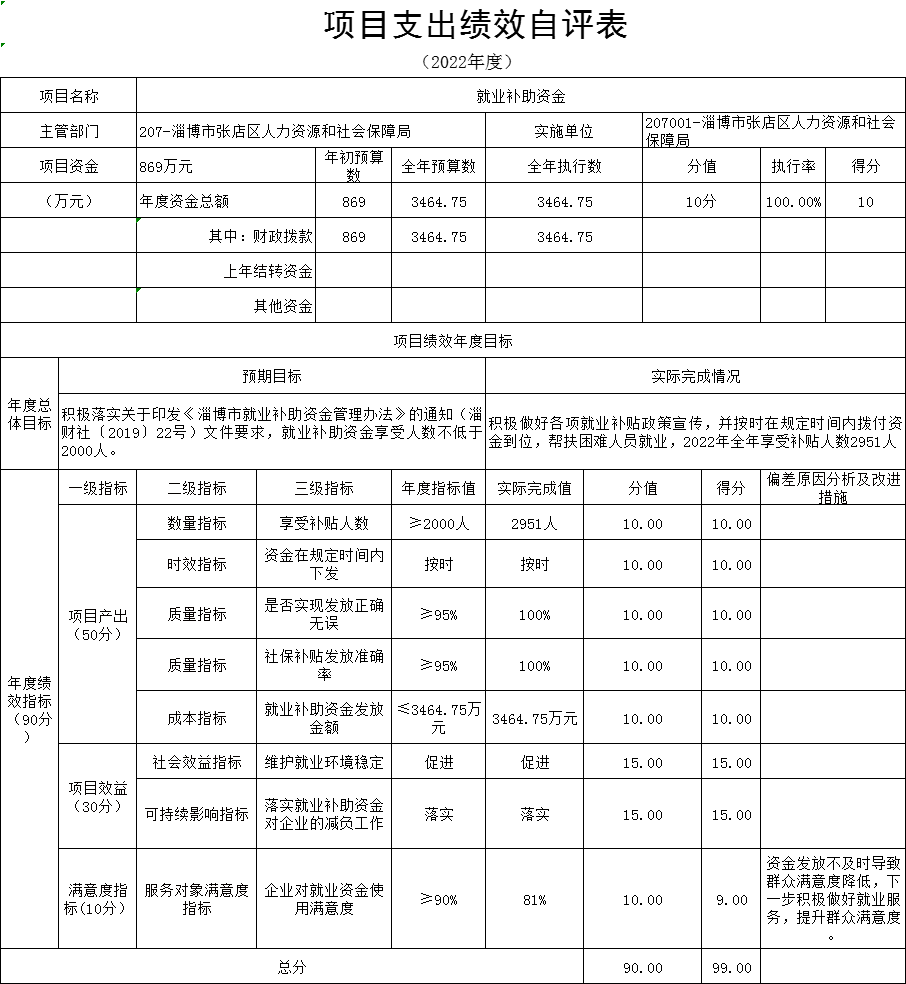 项目支出绩效自评表
（2022年度）
项目名称 就业补助资金
主管部门 207-淄博市张店区人力资源和社会保障局 实施单位 207001-淄博市张店区人力资源和社会
保障局
项目资金 869万元 年初预算
数 全年预算数 全年执行数 分值 执行率 得分
（万元） 年度资金总额 869 3464.75 3464.75 10分 100.00% 10
其中：财政拨款 869 3464.75 3464.75
上年结转资金
其他资金
项目绩效年度目标
年度总
体目标
预期目标 实际完成情况
积极落实关于印发《淄博市就业补助资金管理办法》的通知（淄
财社〔2019〕22号）文件要求，就业补助资金享受人数不低于
2000人。
积极做好各项就业补贴政策宣传，并按时在规定时间内拨付资
金到位，帮扶困难人员就业，2022年全年享受补贴人数2951人
年度绩
效指标
（90分
）
一级指标 二级指标 三级指标 年度指标值 实际完成值 分值 得分 偏差原因分析及改进
措施
项目产出
（50分）
数量指标 享受补贴人数 ≥2000人 2951人 10.00 10.00
时效指标 资金在规定时间内
下发 按时 按时 10.00 10.00
质量指标 是否实现发放正确
无误 ≥95% 100% 10.00 10.00
质量指标 社保补贴发放准确
率 ≥95% 100% 10.00 10.00
成本指标 就业补助资金发放
金额 ≤3464.75万
元 3464.75万元 10.00 10.00
项目效益
（30分）
社会效益指标 维护就业环境稳定 促进 促进 15.00 15.00
可持续影响指标 落实就业补助资金
对企业的减负工作 落实 落实 15.00 15.00
满意度指
标(10分）
服务对象满意度
指标 企业对就业资金使
用满意度 ≥90% 81% 10.00 9.00
资金发放不及时导致
群众满意度降低，下
一步积极做好就业服
务，提升群众满意度
。
总分 90.00 99.00